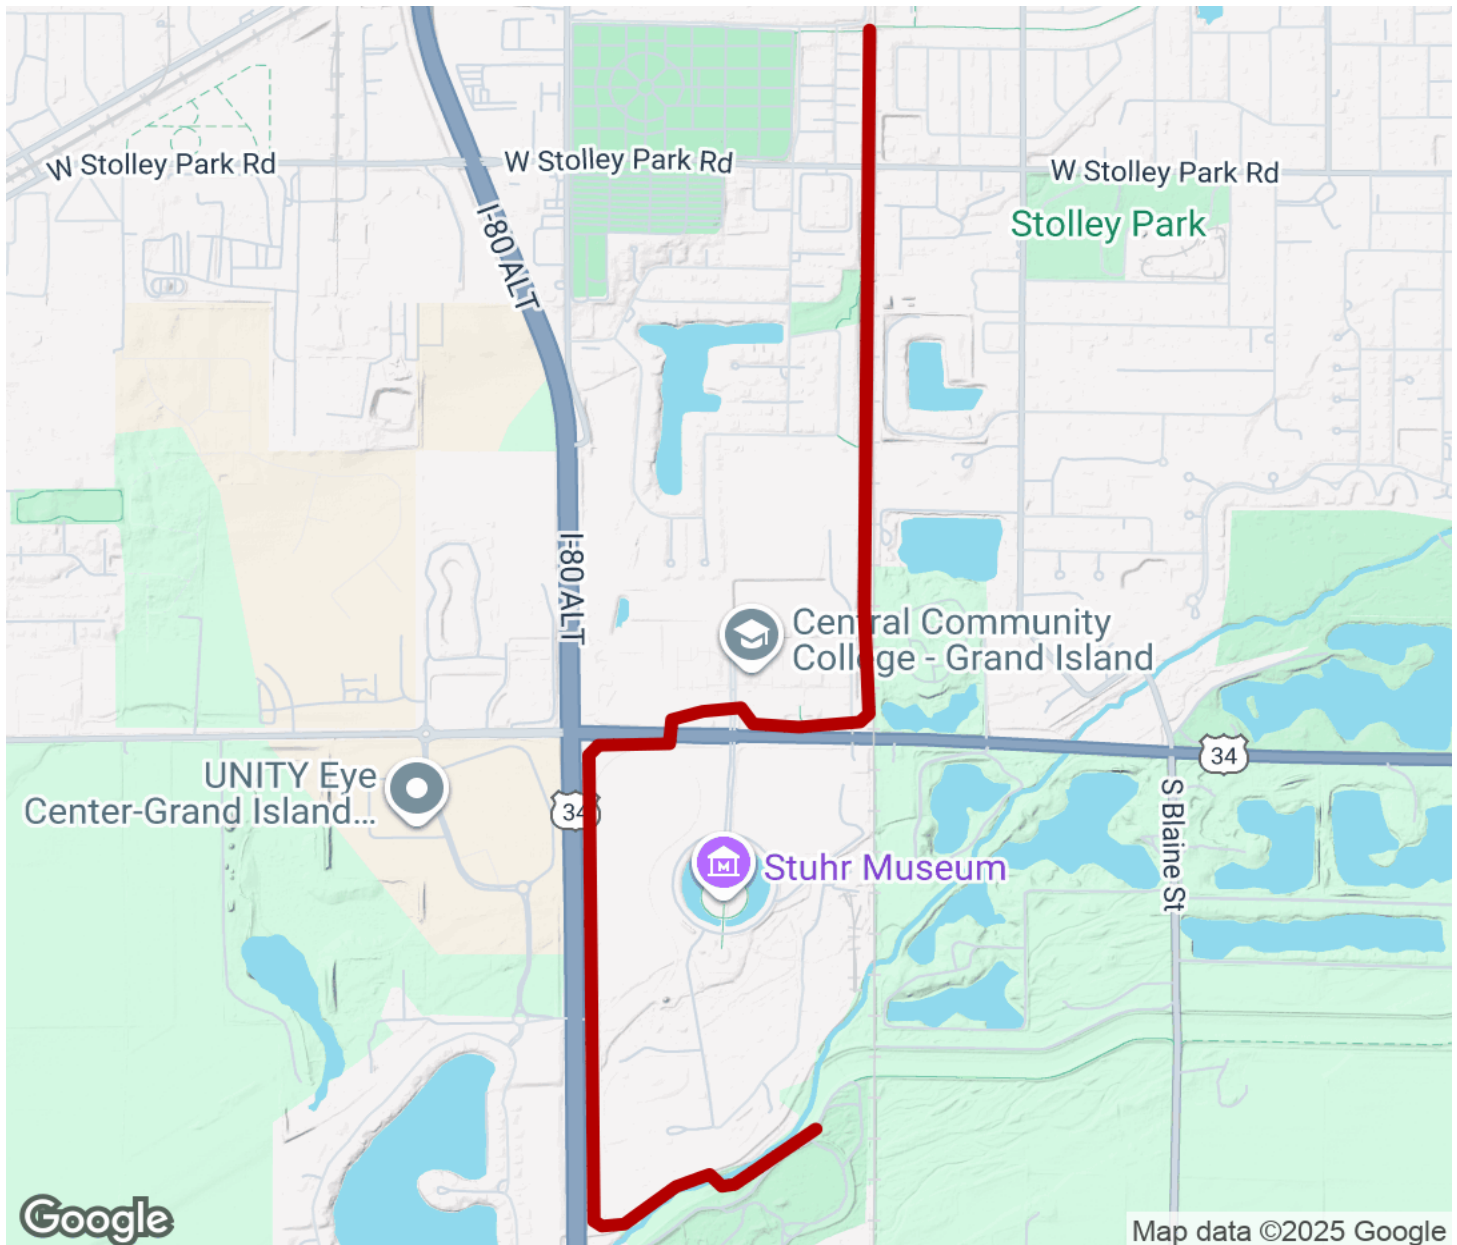 W Stolley Park Rd
W Stolley Park Rd
W Stolley Park Rd
I-80 ALT
Stolley Park
I-80 ALT
Central Community
College - Grand Island
34
UNITY Eye
Center-Grand Island...
34
S Blaine St
M
Stuhr Museum
Google
Map data ©2025 Google